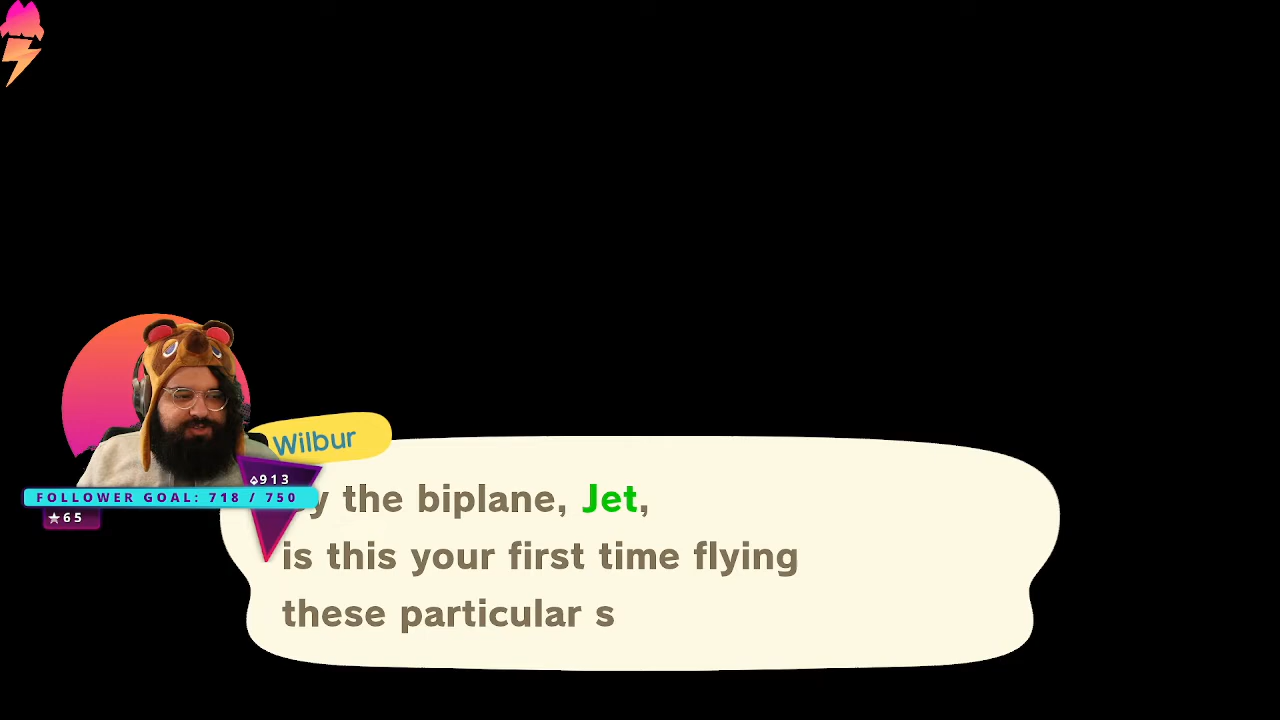 Wilbur
y the biplane, Jet,
is this your first time flying
these particular s
913
FOLLOWER GOAL: 718 / 750
65